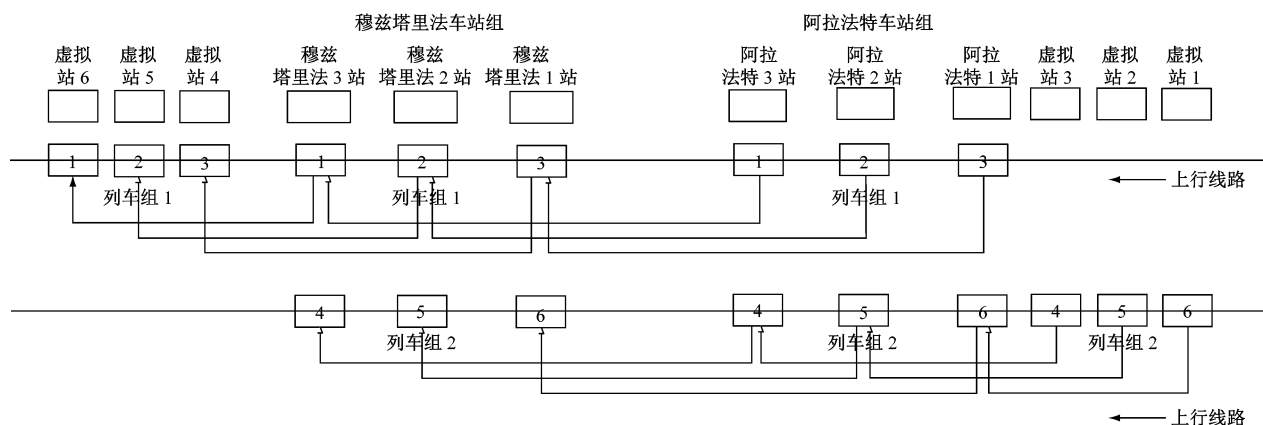 穆兹塔里法车站组 阿拉法特车站组
虚拟 虚拟 虚拟 穆兹 穆兹 穆兹 阿拉 阿拉 阿拉 虚拟 虚拟 虚拟
站 6 站 5 站 4 塔里法 3 站 塔里法 2 站 塔里法 1 站 法特 3 站 法特 2 站 法特 1 站 站 3 站 2 站 1
1 2 3 1 2 3 1 2 3
列车组 1 列车组 1 列车组 1
上行线路
4 5 6 4 5 6 4 5 6
列车组 2 列车组 2 列车组 2
上行线路